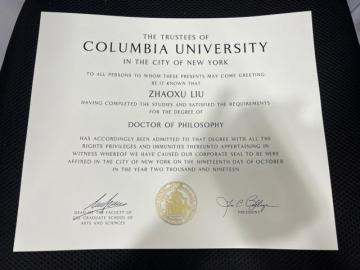 THE TRUSTEES OF
COLUMBIA UNIVERSITY
IN THE CITY OF NEW YORK
TO ALL PERSONS TO WHOM THESE PRESENTS MAY COME GREETING
BE IT KNOWN THAT
ZHAOXU LIU
HAVING COMPLETED THE STUDIES AND SATISFIED THE REQUIREMENTS
FOR THE DEGREE OF
DOCTOR OF PHILOSOPHY
HAS ACCORDINGLY BEEN ADMITTED TO THAT DEGREE WITH ALL THE
RIGHTS PRIVILEGES AND IMMUNITIES THEREUNTO APPERTAINING IN
WITNESS WHEREOF WE HAVE CAUSED OUR CORPORATE SEAL TO BE HERE
AFFIXED IN THE CITY OF NEW YORK ON THE NINETEENTH DAY OF OCTOBER
IN THE YEAR TWO THOUSAND AND NINETEEN
DEAN OF THE FACULTY OF
THE GRADUATE SCHOOL OF
ARTS AND SCIENCES
PRESIDENT